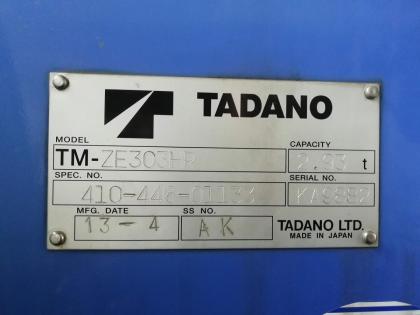 TADANO
MODEL CAPACITY
TM-ZE303HR 2.93 t
SPEC. NO. SERIAL NO.
MFG. DATE SS NO.
13-4 AK TADANO LTD.
MADE IN JAPAN